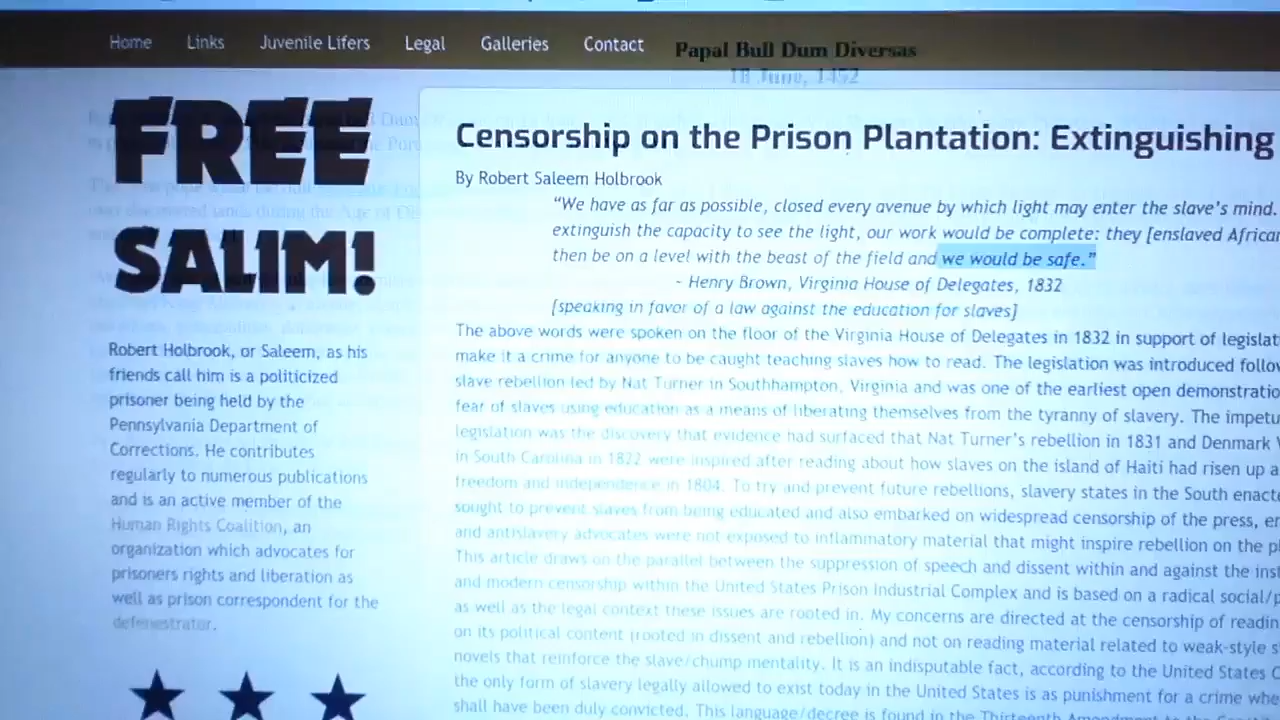 Home Links Juvenile Lifers Legal Galleries Contact
Papal Bull Dum Diversas
18 June, 1452
FREE
SALIM!
Robert Holbrook, or Saleem, as his
friends call him is a politicized
prisoner being held by the
Pennsylvania Department of
Corrections. He contributes
regularly to numerous publications
and is an active member of the
Human Rights Coalition, an
organization which advocates for
prisoners rights and liberation as
well as prison correspondent for the
defenestrator.
Censorship on the Prison Plantation: Extinguishing
By Robert Saleem Holbrook
“We have as far as possible, closed every avenue by which light may enter the slave’s mind.
extinguish the capacity to see the light, our work would be complete: they [enslaved African
then be on a level with the beast of the field and we would be safe.”
- Henry Brown, Virginia House of Delegates, 1832
[speaking in favor of a law against the education for slaves]
The above words were spoken on the floor of the Virginia House of Delegates in 1832 in support of legislat
make it a crime for anyone to be caught teaching slaves how to read. The legislation was introduced follow
slave rebellion led by Nat Turner in Southhampton, Virginia and was one of the earliest open demonstratio
fear of slaves using education as a means of liberating themselves from the tyranny of slavery. The impetu
legislation was the discovery that evidence had surfaced that Nat Turner’s rebellion in 1831 and Denmark V
in South Carolina in 1822 were inspired after reading about how slaves on the island of Haiti had risen up a
freedom and independence in 1804. To try and prevent future rebellions, slavery states in the South enacte
sought to prevent slaves from being educated and also embarked on widespread censorship of the press, en
and antislavery advocates were not exposed to inflammatory material that might inspire rebellion on the pl
This article draws on the parallel between the suppression of speech and dissent within and against the inst
and modern censorship within the United States Prison Industrial Complex and is based on a radical social/p
as well as the legal context these issues are rooted in. My concerns are directed at the censorship of readin
on its political content (rooted in dissent and rebellion) and not on reading material related to weak-style s
novels that reinforce the slave/chump mentality. It is an indisputable fact, according to the United States C
the only form of slavery legally allowed to exist today in the United States is as punishment for a crime whe
shall have been duly convicted. This language/decree is found in the Thirteenth Amendment to the